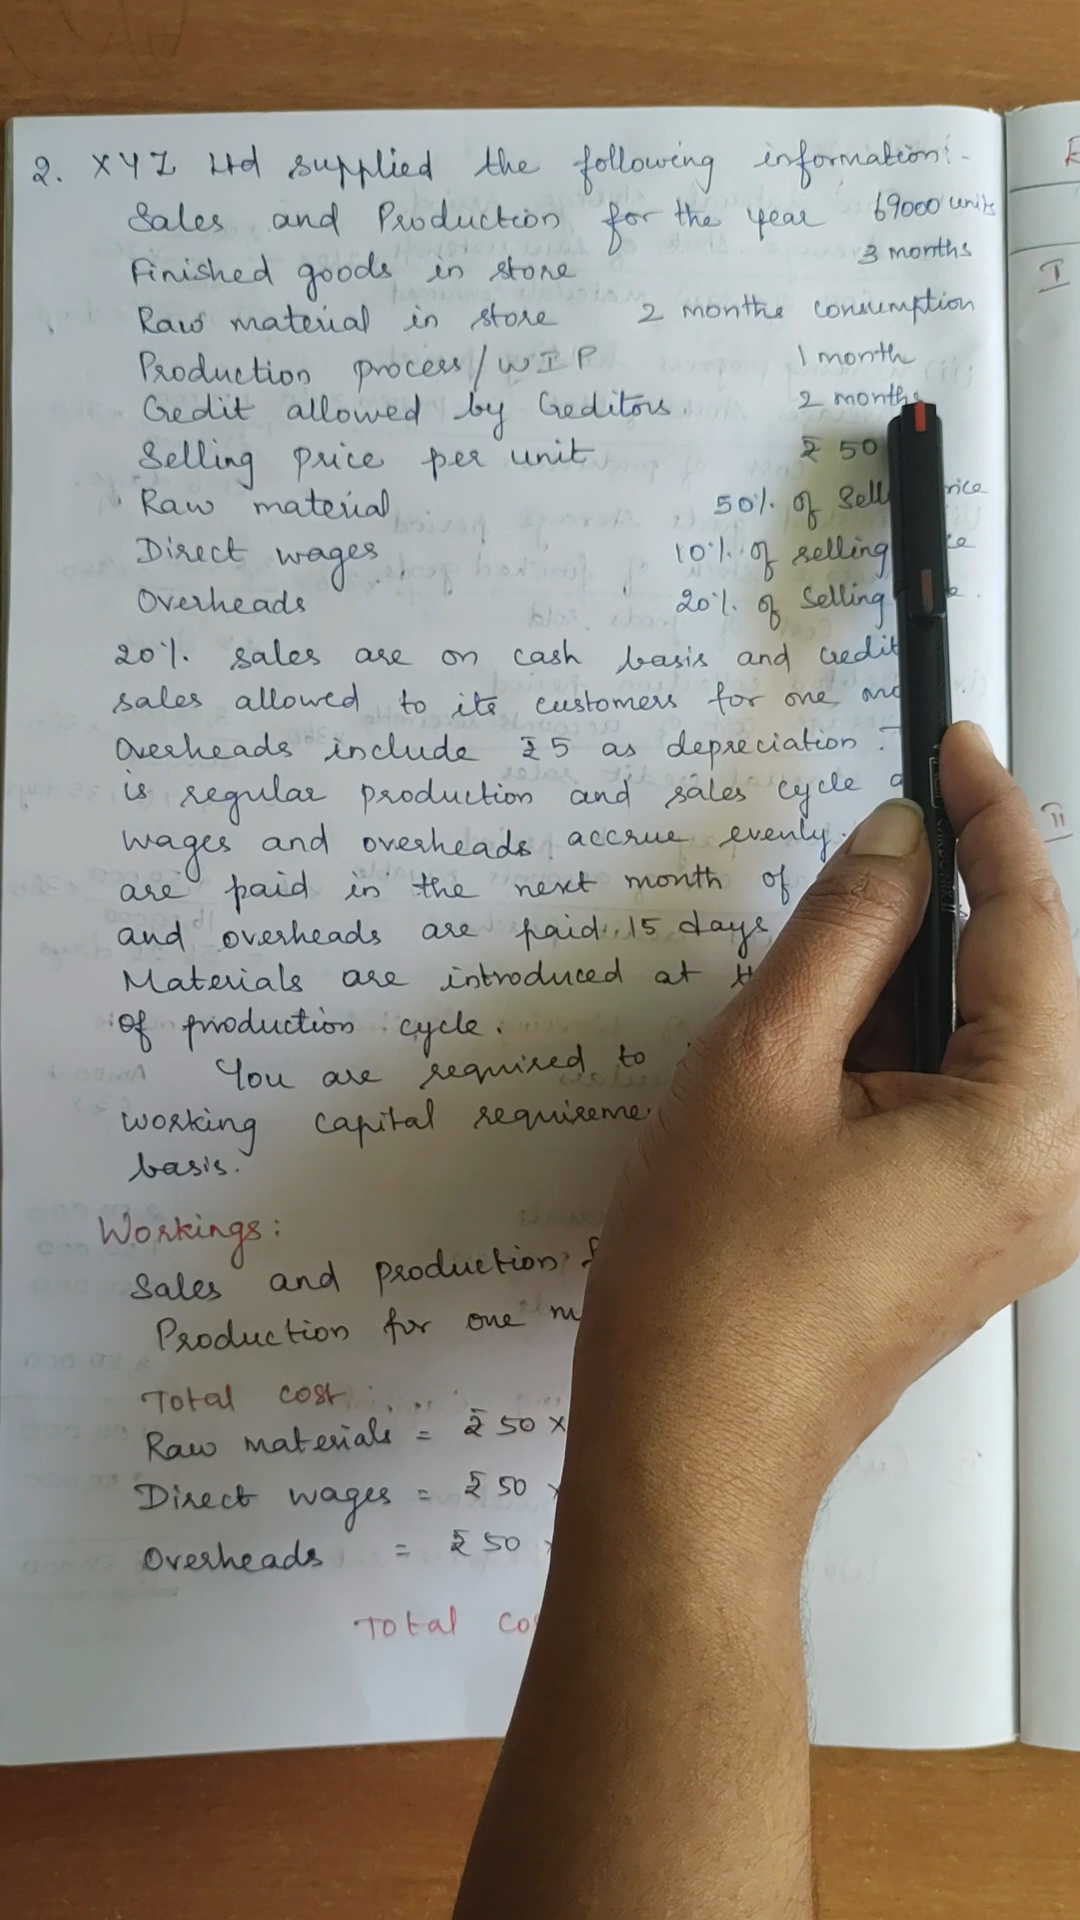 2. XYZ Ltd supplied the following information:-
Sales and Production for the year 69000 units
Finished goods in store 3 months
Raw material in store 2 months consumption
Production process/WIP 1 month
Credit allowed by Creditors 2 months
Selling price per unit ₹ 50
Raw material 50% of
Direct wages 10% of selling
Overheads 20% of Selling
20% sales are on cash basis and credit
sales allowed to its customers for one
Overheads include ₹5 as depreciation.
is regular production and sales cycle
wages and overheads accrue evenly.
are paid in the next month of
and overheads are paid 15 days
Materials are introduced at
of production cycle.
You are required to
working capital
basis.
Workings:
Sales and production
Production for one
Total cost
Raw materials = ₹ 50 ×
Direct wages = ₹ 50
Overheads = ₹ 50
Total
I
II